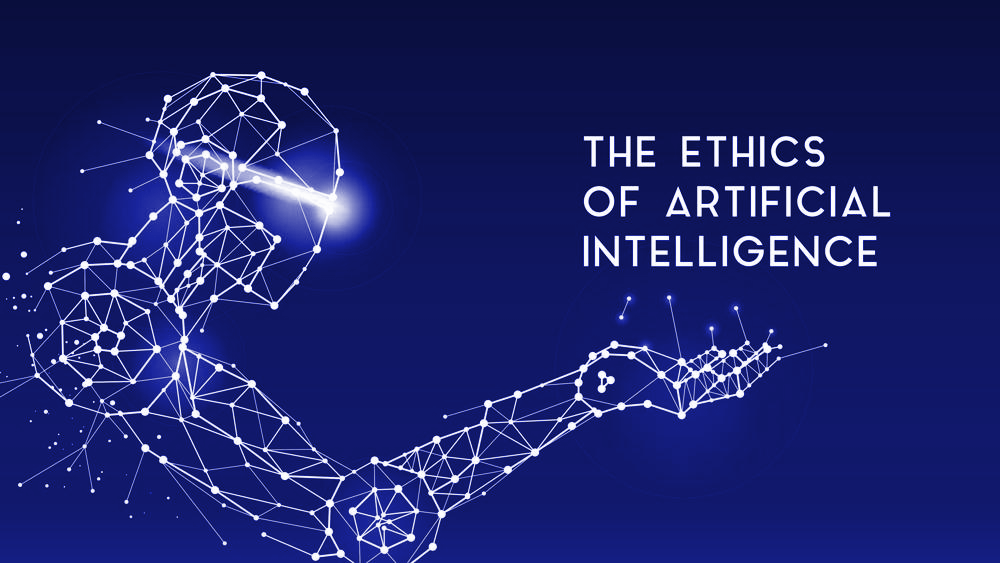 THE ETHICS
OF ARTIFICIAL
INTELLIGENCE